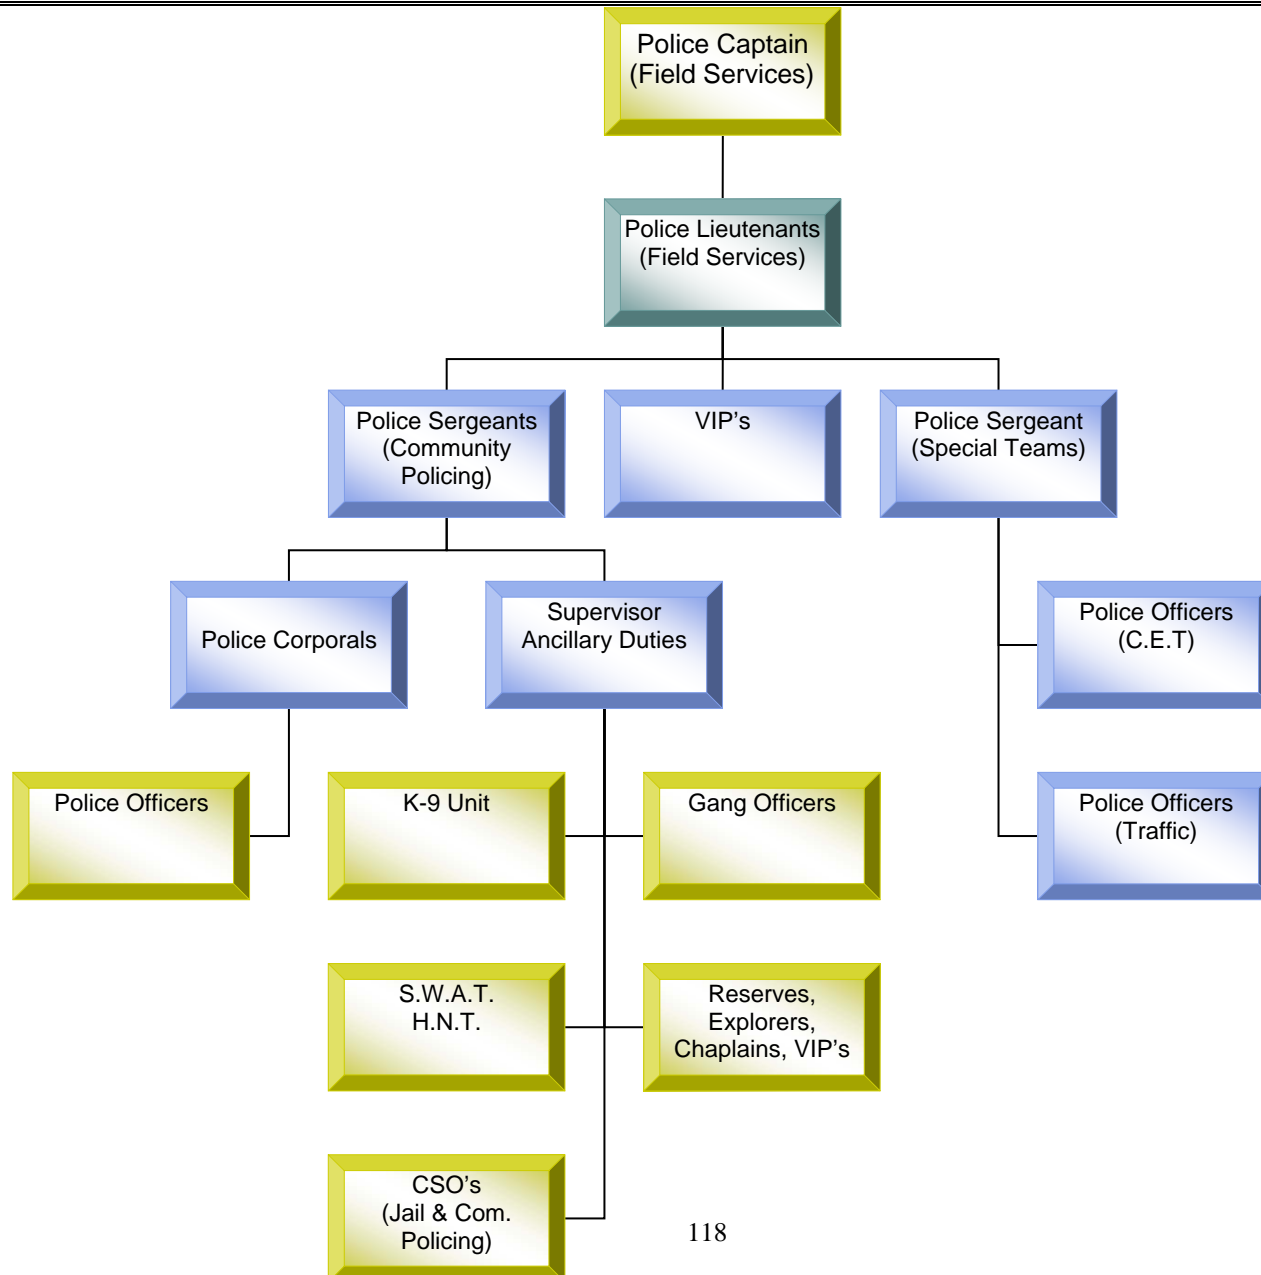 Police Captain
(Field Services)
Police Lieutenants
(Field Services)
Police Sergeants
(Community
Policing)
VIP’s
Police Sergeant
(Special Teams)
Police Corporals
Supervisor
Ancillary Duties
Police Officers
(C.E.T)
Police Officers
K-9 Unit
Gang Officers
Police Officers
(Traffic)
S.W.A.T.
H.N.T.
Reserves,
Explorers,
Chaplains, VIP’s
CSO’s
(Jail & Com.
Policing)
118